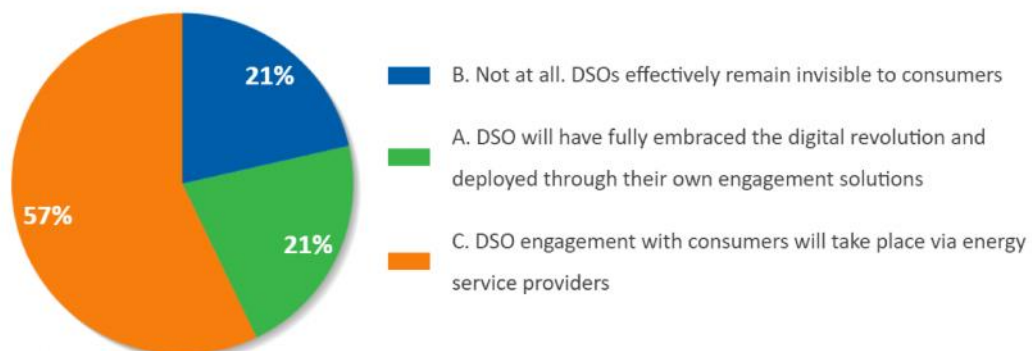 21%
B. Not at all. DSOs effectively remain invisible to consumers
A. DSO will have fully embraced the digital revolution and
deployed through their own engagement solutions
57%
21%
C. DSO engagement with consumers will take place via energy
service providers